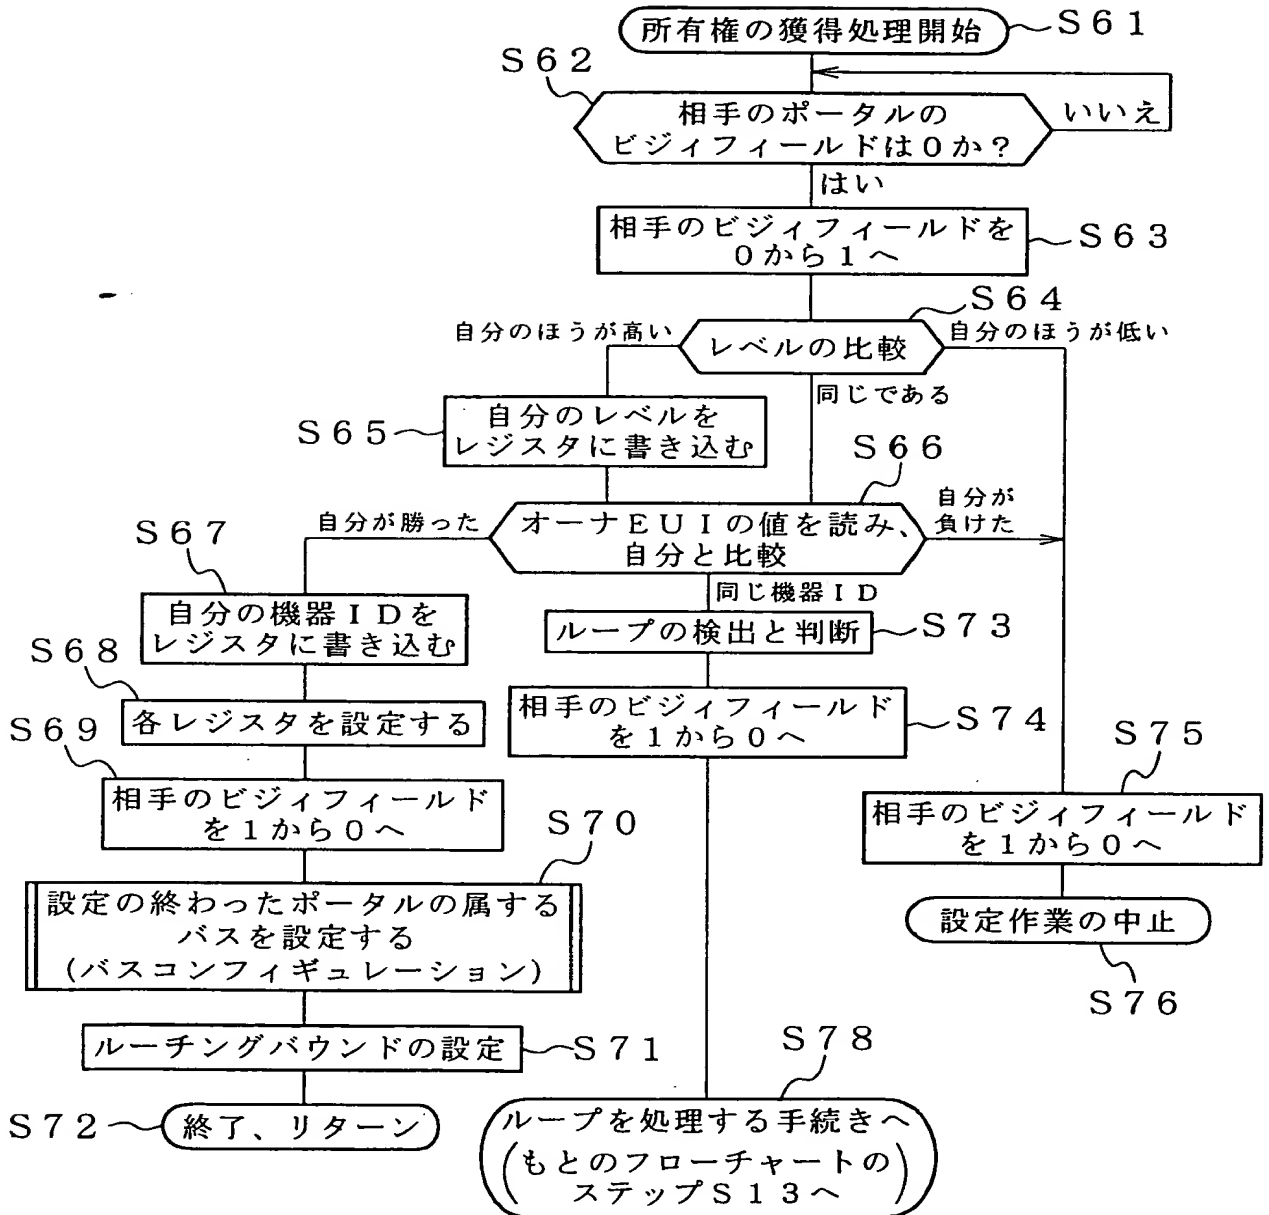 所有権の獲得処理開始
S61
S62
相手のポータルの
ビジィフィールドは0か?
いいえ
はい
相手のビジィフィールドを
0から1へ
S63
S64
自分のほうが高い
レベルの比較
自分のほうが低い
同じである
S65
自分のレベルを
レジスタに書き込む
S66
自分が勝った
オーナEUIの値を読み、
自分と比較
自分が
負けた
同じ機器ID
S67
自分の機器IDを
レジスタに書き込む
ループの検出と判断
S73
S68
各レジスタを設定する
相手のビジィフィールド
を1から0へ
S74
S69
相手のビジィフィールド
を1から0へ
S75
相手のビジィフィールド
を1から0へ
S70
設定の終わったポータルの属する
バスを設定する
(バスコンフィギュレーション)
設定作業の中止
S76
ルーチングバウンドの設定
S71
S78
S72
終了、リターン
ループを処理する手続きへ
(もとのフローチャートの
ステップS13へ)